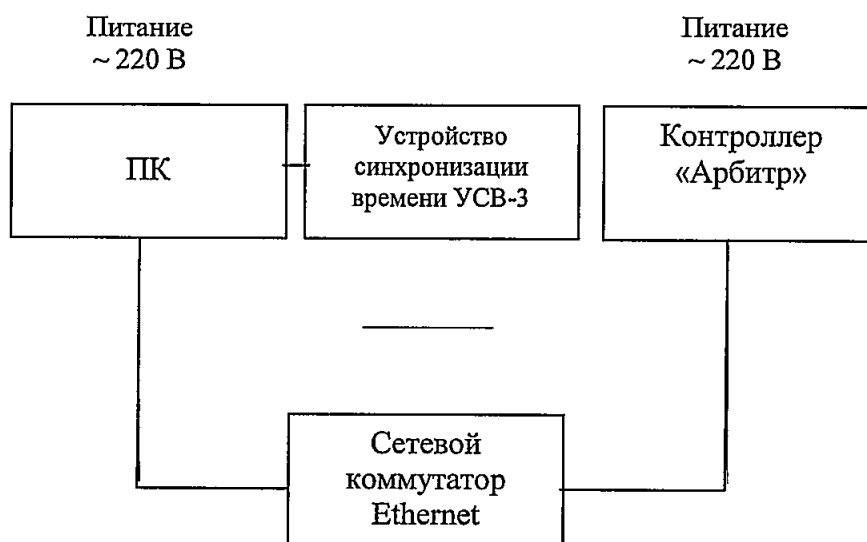 Питание
~ 220 В
Питание
~ 220 В
ПК
Устройство
синхронизации
времени УСВ-3
Контроллер
«Арбитр»
Сетевой
коммутатор
Ethernet